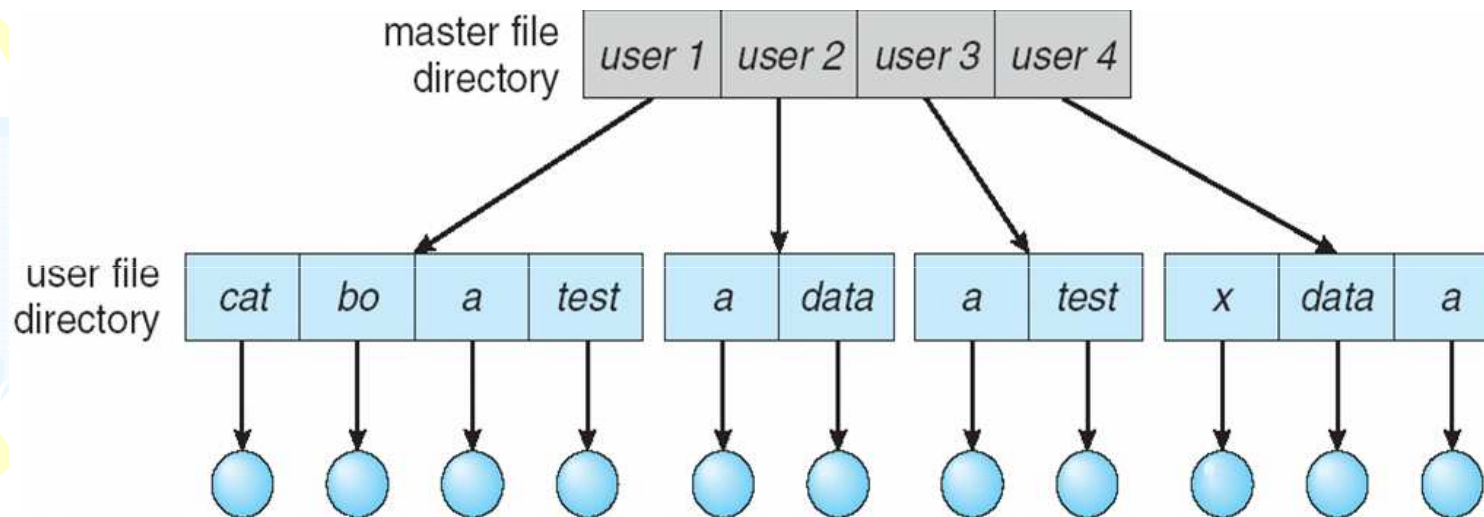 master file
directory
user 1 user 2 user 3 user 4
user file
directory
cat bo a test a data a test x data a